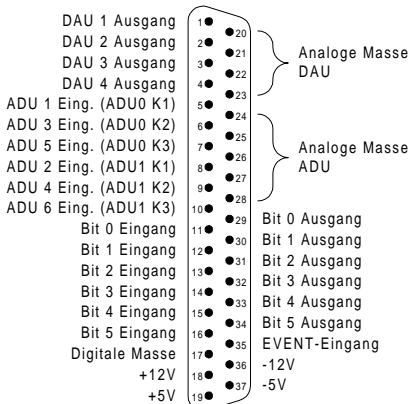 DAU 1 Ausgang 1
DAU 2 Ausgang 2
DAU 3 Ausgang 3
DAU 4 Ausgang 4
ADU 1 Eing. (ADU0 K1) 5
ADU 3 Eing. (ADU0 K2) 6
ADU 5 Eing. (ADU0 K3) 7
ADU 2 Eing. (ADU1 K1) 8
ADU 4 Eing. (ADU1 K2) 9
ADU 6 Eing. (ADU1 K3) 10
Bit 0 Eingang 11
Bit 1 Eingang 12
Bit 2 Eingang 13
Bit 3 Eingang 14
Bit 4 Eingang 15
Bit 5 Eingang 16
Digitale Masse 17
+12V 18
+5V 19
20
21
22
23
Analoge Masse
DAU
24
25
26
27
28
Analoge Masse
ADU
29 Bit 0 Ausgang
30 Bit 1 Ausgang
31 Bit 2 Ausgang
32 Bit 3 Ausgang
33 Bit 4 Ausgang
34 Bit 5 Ausgang
35 EVENT-Eingang
36 -12V
37 -5V